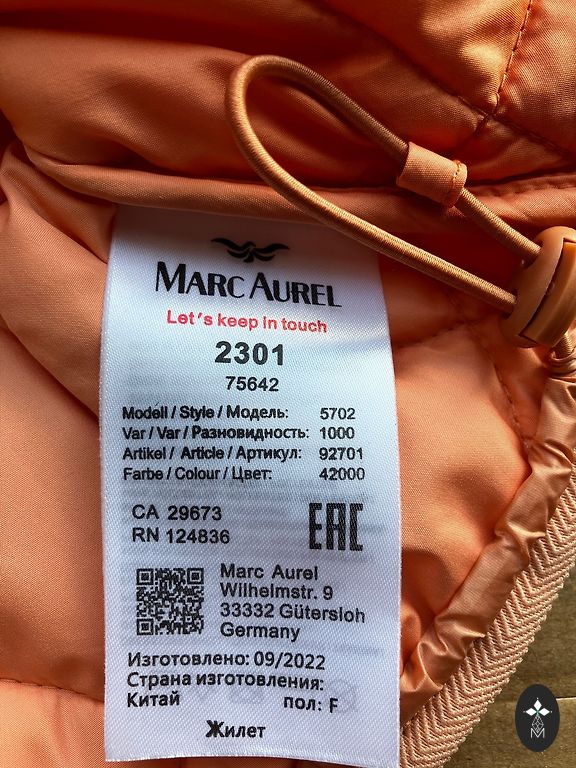 MARC AUREL
Let's keep in touch
2301
75642
Modell / Style / Модель: 5702
Var / Var / Разновидность: 1000
Artikel / Article / Артикул: 92701
Farbe / Colour / Цвет: 42000
CA 29673
RN 124836
EAC
Marc Aurel
Wilhelmstr. 9
33332 Gütersloh
Germany
Изготовлено: 09/2022
Страна изготовления:
Китай пол: F
Жилет
M